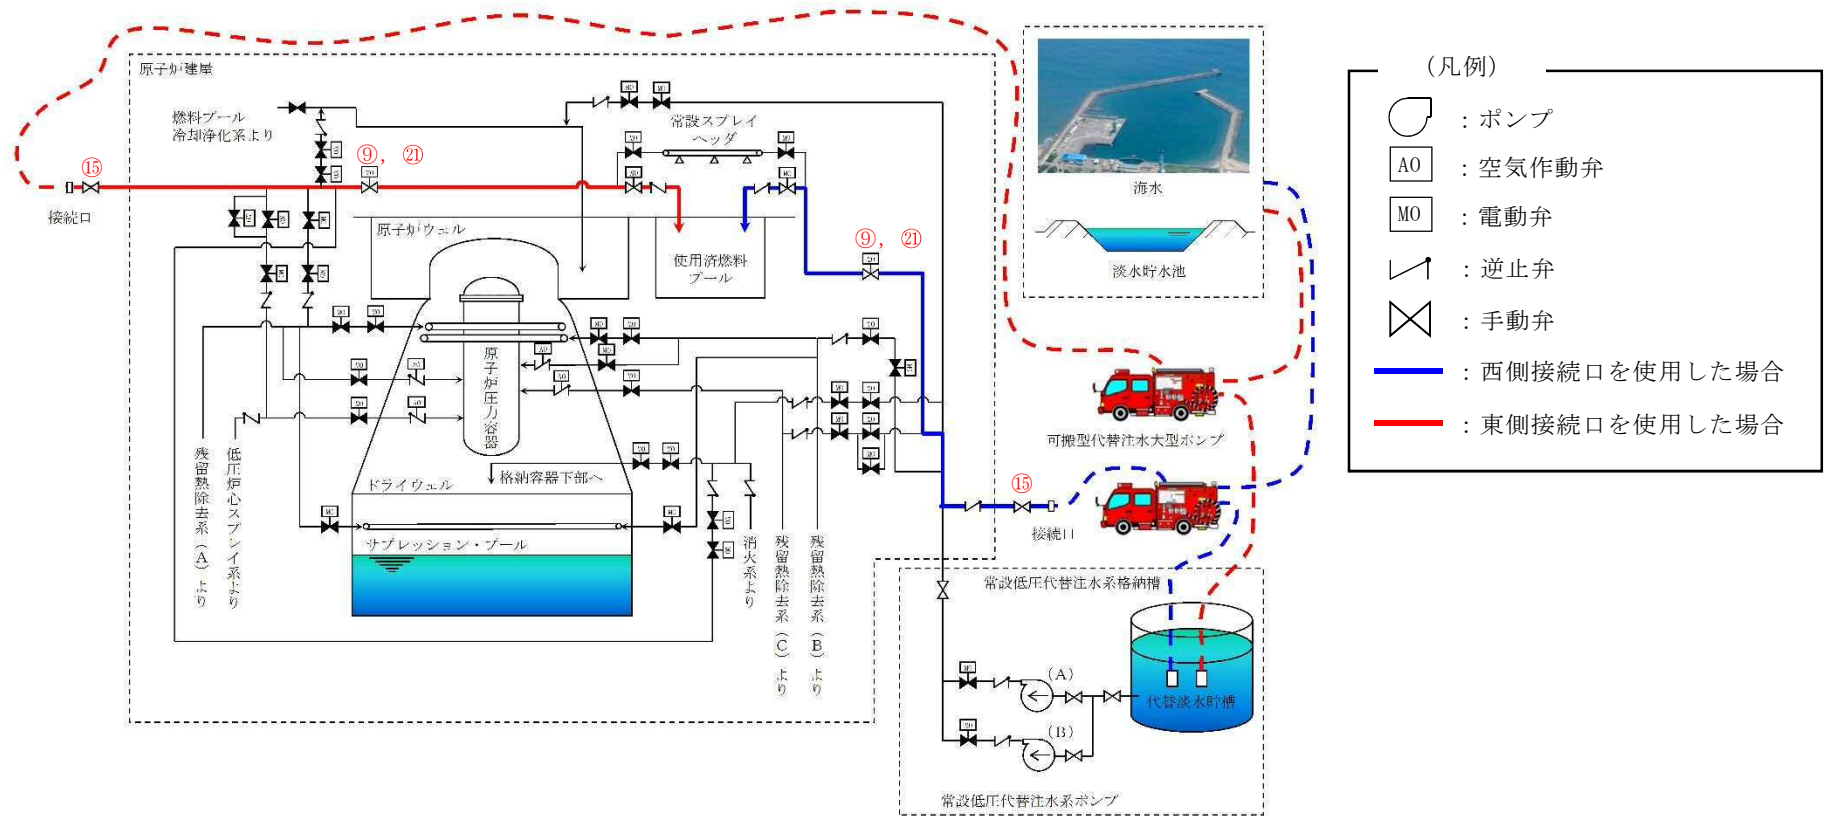 原子炉建屋
燃料プール
冷却浄化系より
常設スプレイ
ヘッダ
⑮
⑨, ㉑
接続口
原子炉ウェル
使用済燃料
プール
⑨, ㉑
原子炉圧力容器
残留熱除去系(A)より
低圧炉心スプレイ系より
ドライウェル
格納容器下部へ
サプレッション・プール
消火系より
残留熱除去系(C)より
残留熱除去系(B)より
海水
淡水貯水池
可搬型代替注水大型ポンプ
⑮
接続口
常設低圧代替注水系格納槽
(A)
(B)
代替淡水貯槽
常設低圧代替注水系ポンプ
(凡例)
:ポンプ
AO :空気作動弁
MO :電動弁
:逆止弁
:手動弁
:西側接続口を使用した場合
:東側接続口を使用した場合